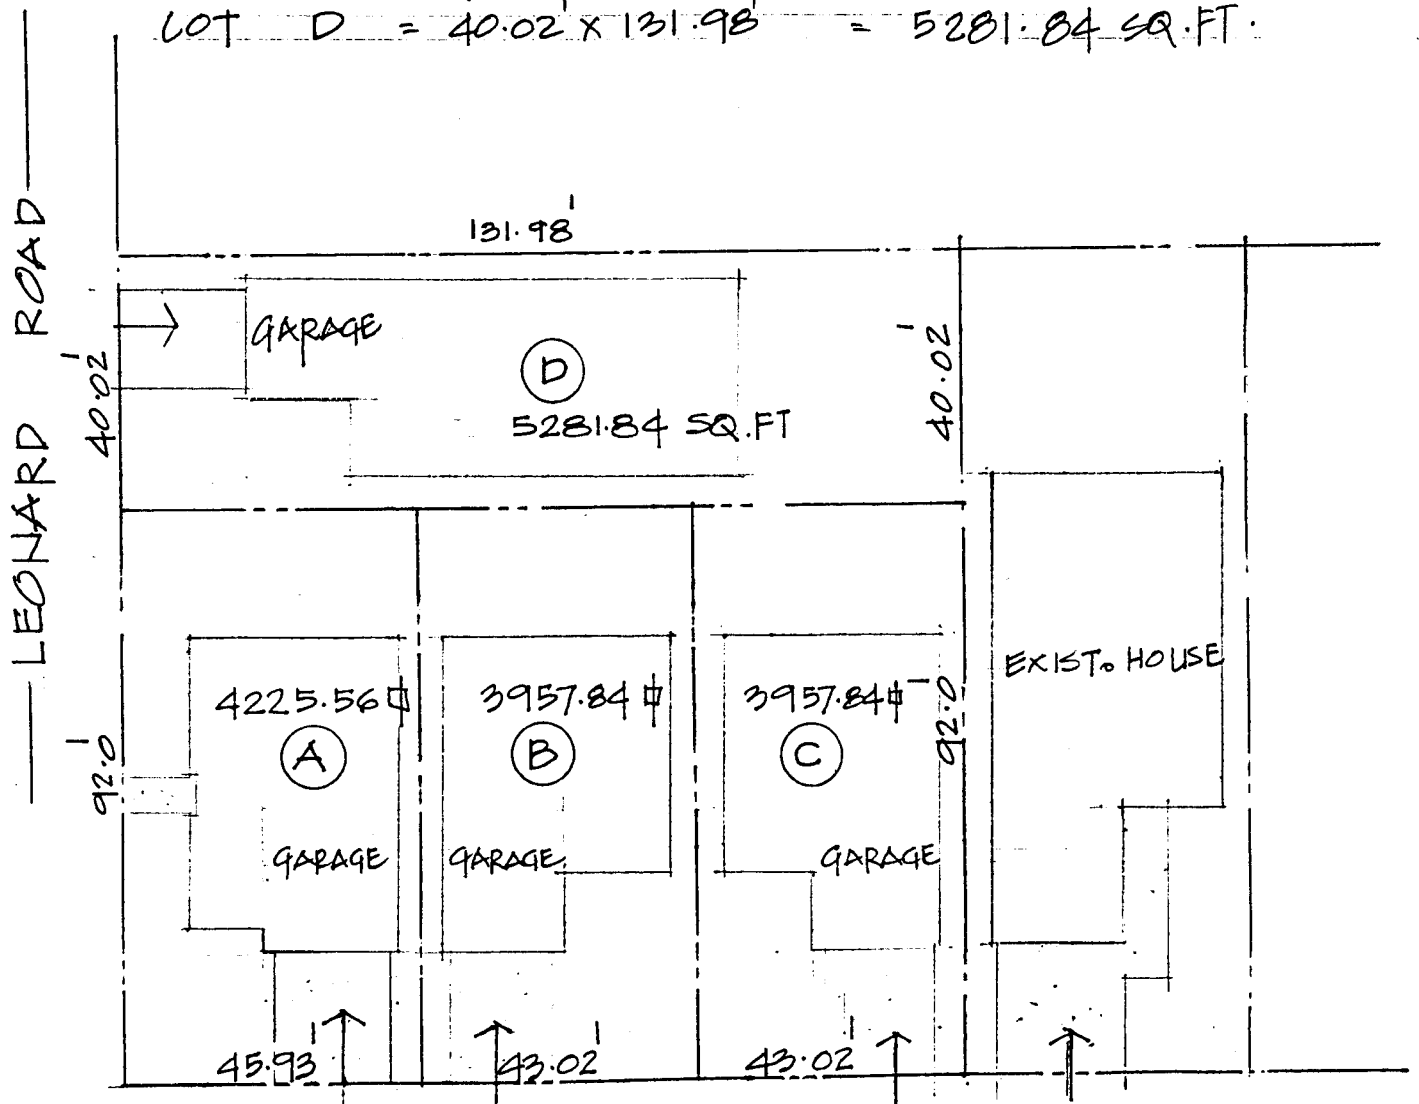 LOT D = 40.02' X 131.98' = 5281.84 SQ.FT.
LEONARD ROAD
131.98'
GARAGE
D
5281.84 SQ.FT
40.02'
40.02'
EXIST. HOUSE
4225.56
3957.84
3957.84
A
B
C
92.0'
92.0'
GARAGE
GARAGE
GARAGE
45.93'
43.02'
43.02'